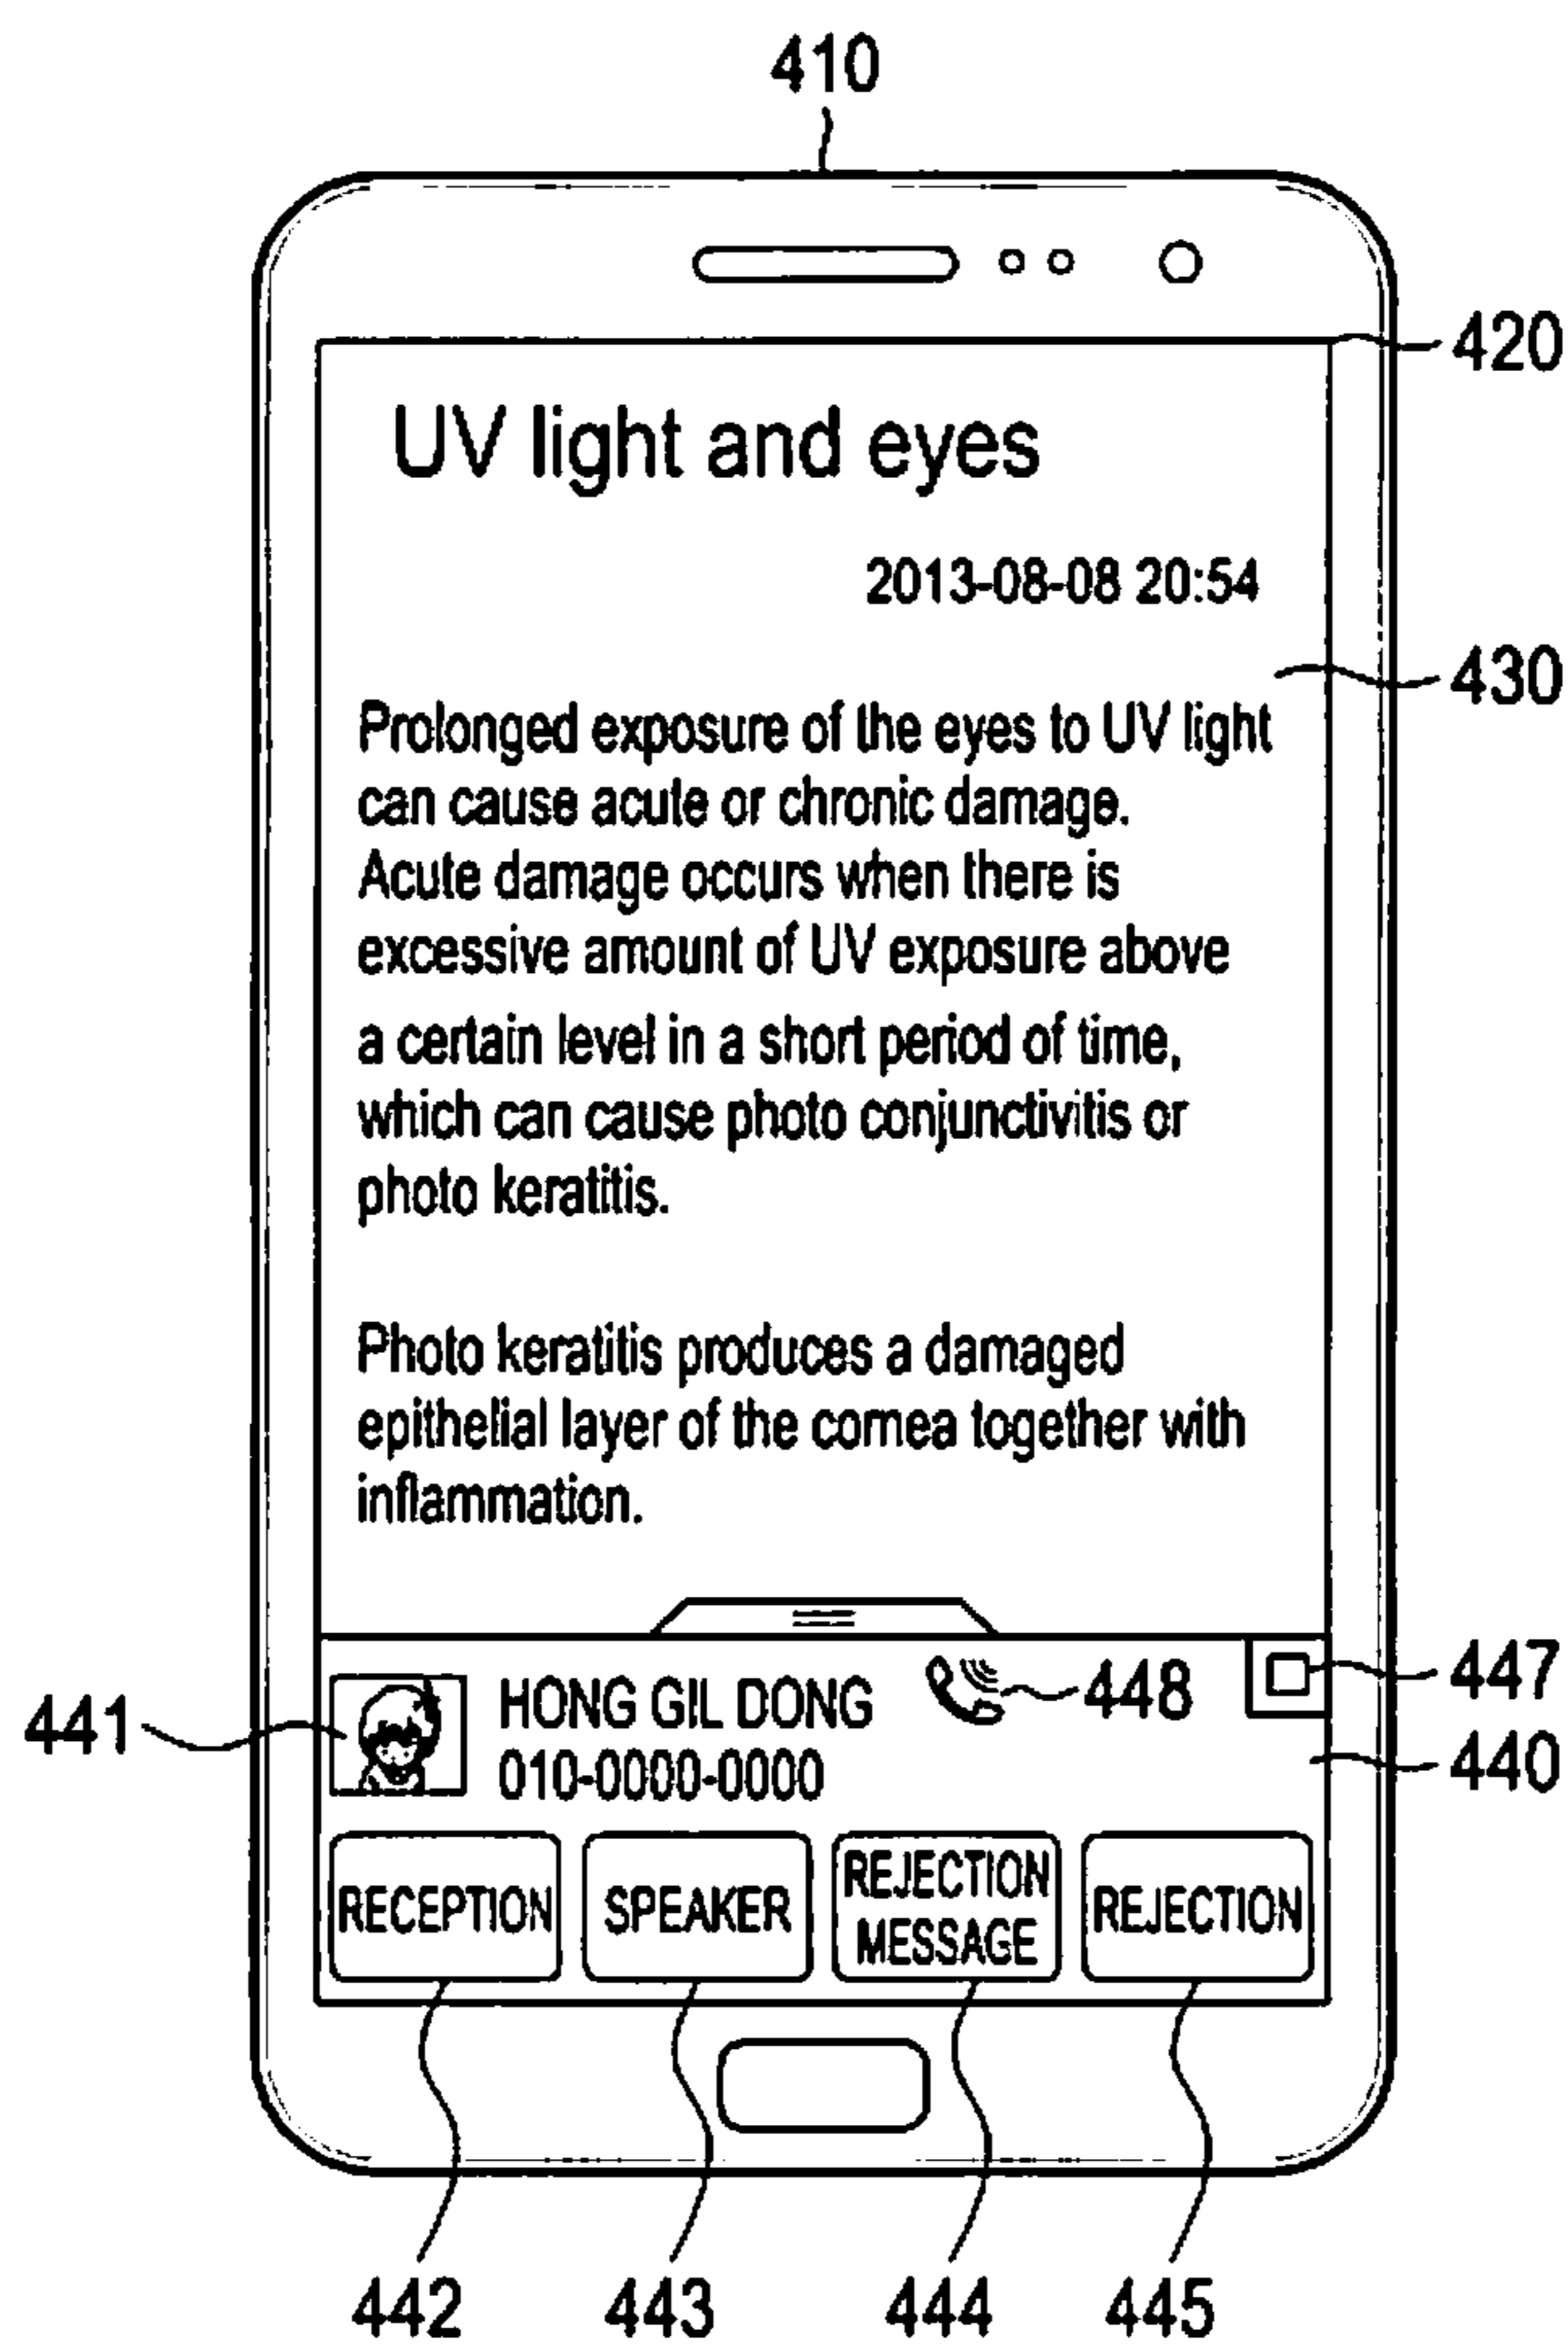 410
420
UV light and eyes
2013-08-08 20:54
430
Prolonged exposure of the eyes to UV light
can cause acute or chronic damage.
Acute damage occurs when there is
excessive amount of UV exposure above
a certain level in a short period of time,
which can cause photo conjunctivitis or
photo keratitis.
Photo keratitis produces a damaged
epithelial layer of the cornea together with
inflammation.
441
HONG GIL DONG
448
447
010-0000-0000
440
RECEPTION
SPEAKER
REJECTION
MESSAGE
REJECTION
442
443
444
445